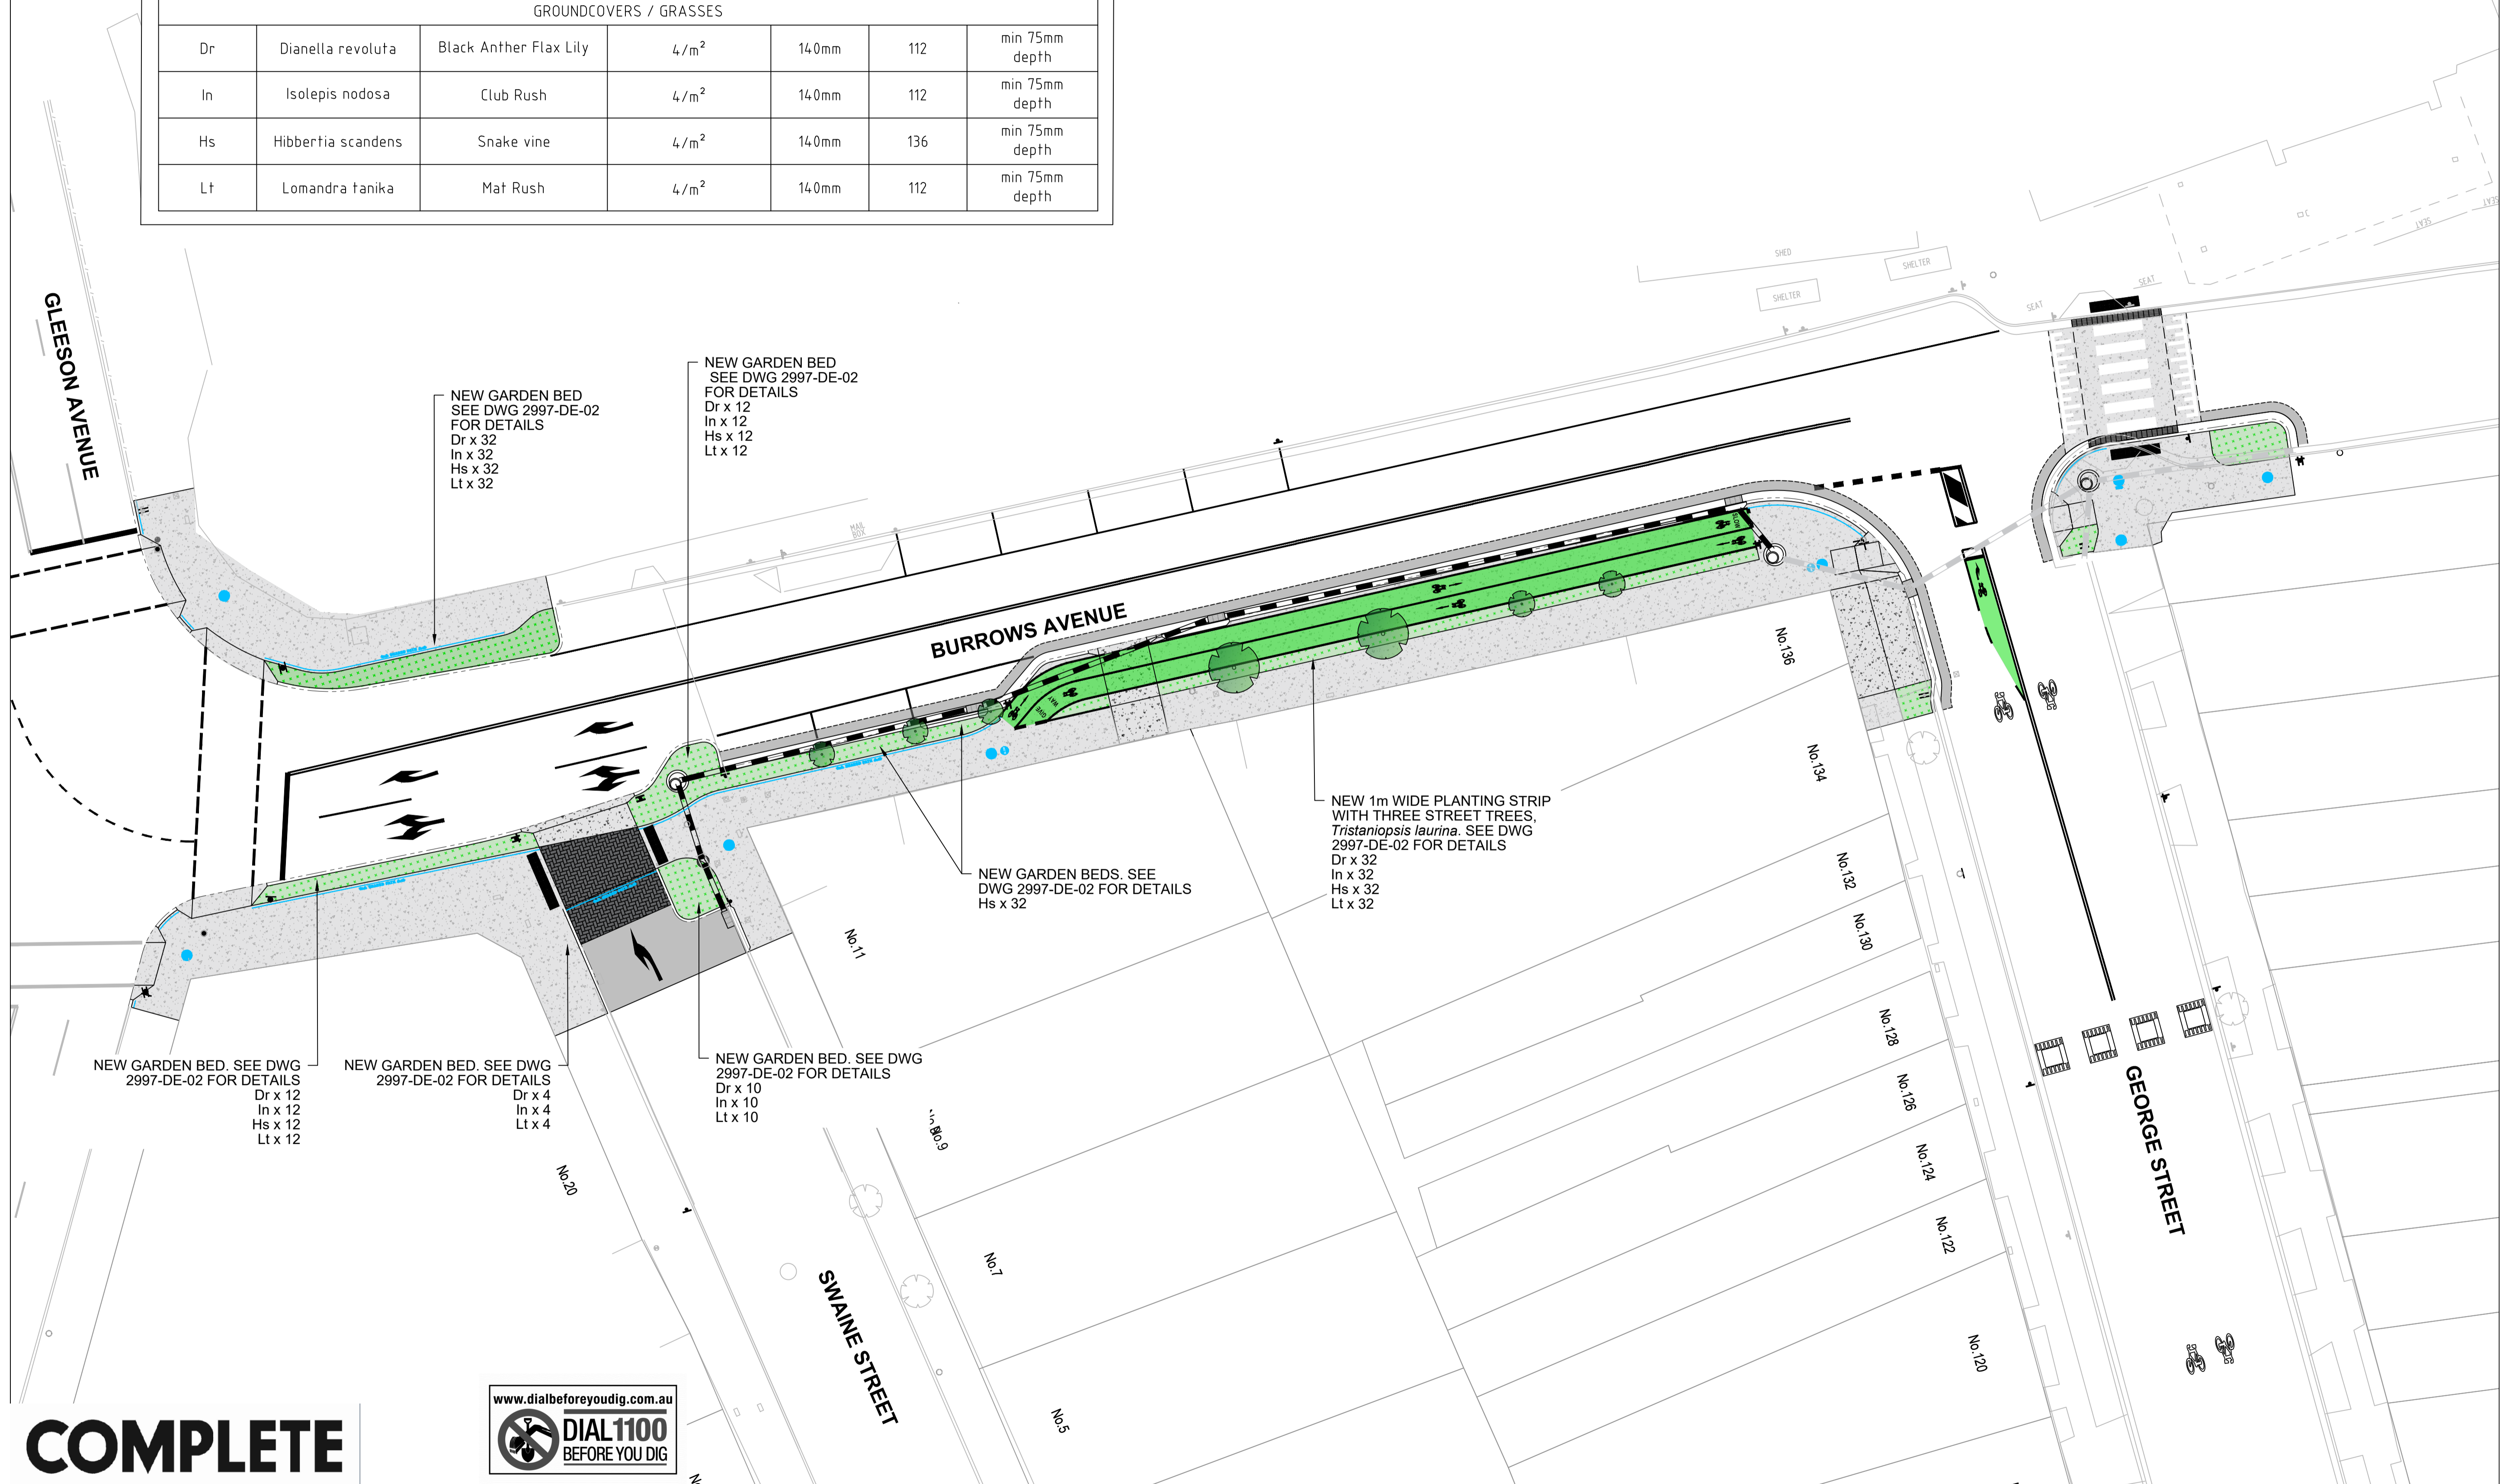 GROUNDCOVERS / GRASSES
Dr Dianella revoluta Black Anther Flax Lily 4/m² 140mm 112 min 75mm depth
In Isolepis nodosa Club Rush 4/m² 140mm 112 min 75mm depth
Hs Hibbertia scandens Snake vine 4/m² 140mm 136 min 75mm depth
Lt Lomandra tanika Mat Rush 4/m² 140mm 112 min 75mm depth
SHED
SHELTER
SHELTER
SEAT
SEAT
SEAT
SEAT
GLEESON AVENUE
NEW GARDEN BED
SEE DWG 2997-DE-02
FOR DETAILS
Dr x 32
In x 32
Hs x 32
Lt x 32
NEW GARDEN BED
SEE DWG 2997-DE-02
FOR DETAILS
Dr x 12
In x 12
Hs x 12
Lt x 12
MAIL
BOX
BURROWS AVENUE
SLOW
GIVE
WAY
NEW 1m WIDE PLANTING STRIP
WITH THREE STREET TREES,
Tristaniopsis laurina. SEE DWG
2997-DE-02 FOR DETAILS
Dr x 32
In x 32
Hs x 32
Lt x 32
NEW GARDEN BEDS. SEE
DWG 2997-DE-02 FOR DETAILS
Hs x 32
NEW GARDEN BED. SEE DWG
2997-DE-02 FOR DETAILS
Dr x 12
In x 12
Hs x 12
Lt x 12
NEW GARDEN BED. SEE DWG
2997-DE-02 FOR DETAILS
Dr x 4
In x 4
Lt x 4
NEW GARDEN BED. SEE DWG
2997-DE-02 FOR DETAILS
Dr x 10
In x 10
Lt x 10
No.136
No.134
No.132
No.130
No.128
No.126
No.124
No.122
No.120
No.11
No.9
No.7
No.5
No.20
SWAINE STREET
GEORGE STREET
COMPLETE
www.dialbeforeyoudig.com.au
DIAL1100
BEFORE YOU DIG